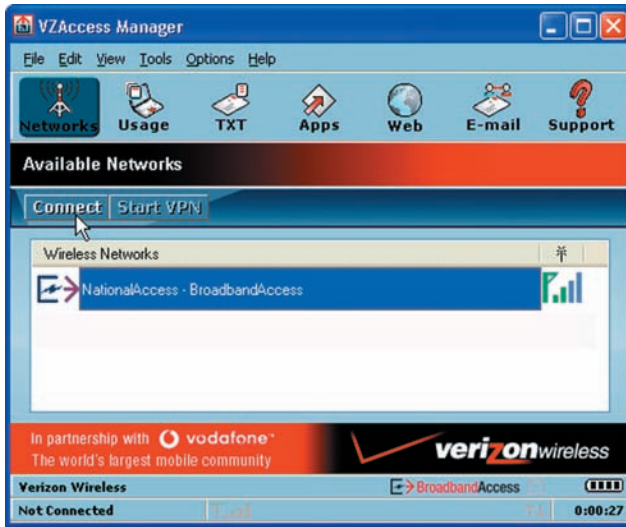 VZAccess Manager
File Edit View Tools Options Help
Networks Usage TXT Apps Web E-mail Support
Available Networks
Connect Start VPN
Wireless Networks
NationalAccess - BroadbandAccess
In partnership with vodafone™
The world's largest mobile community
verizonwireless
Verizon Wireless BroadbandAccess
Not Connected 0:00:27